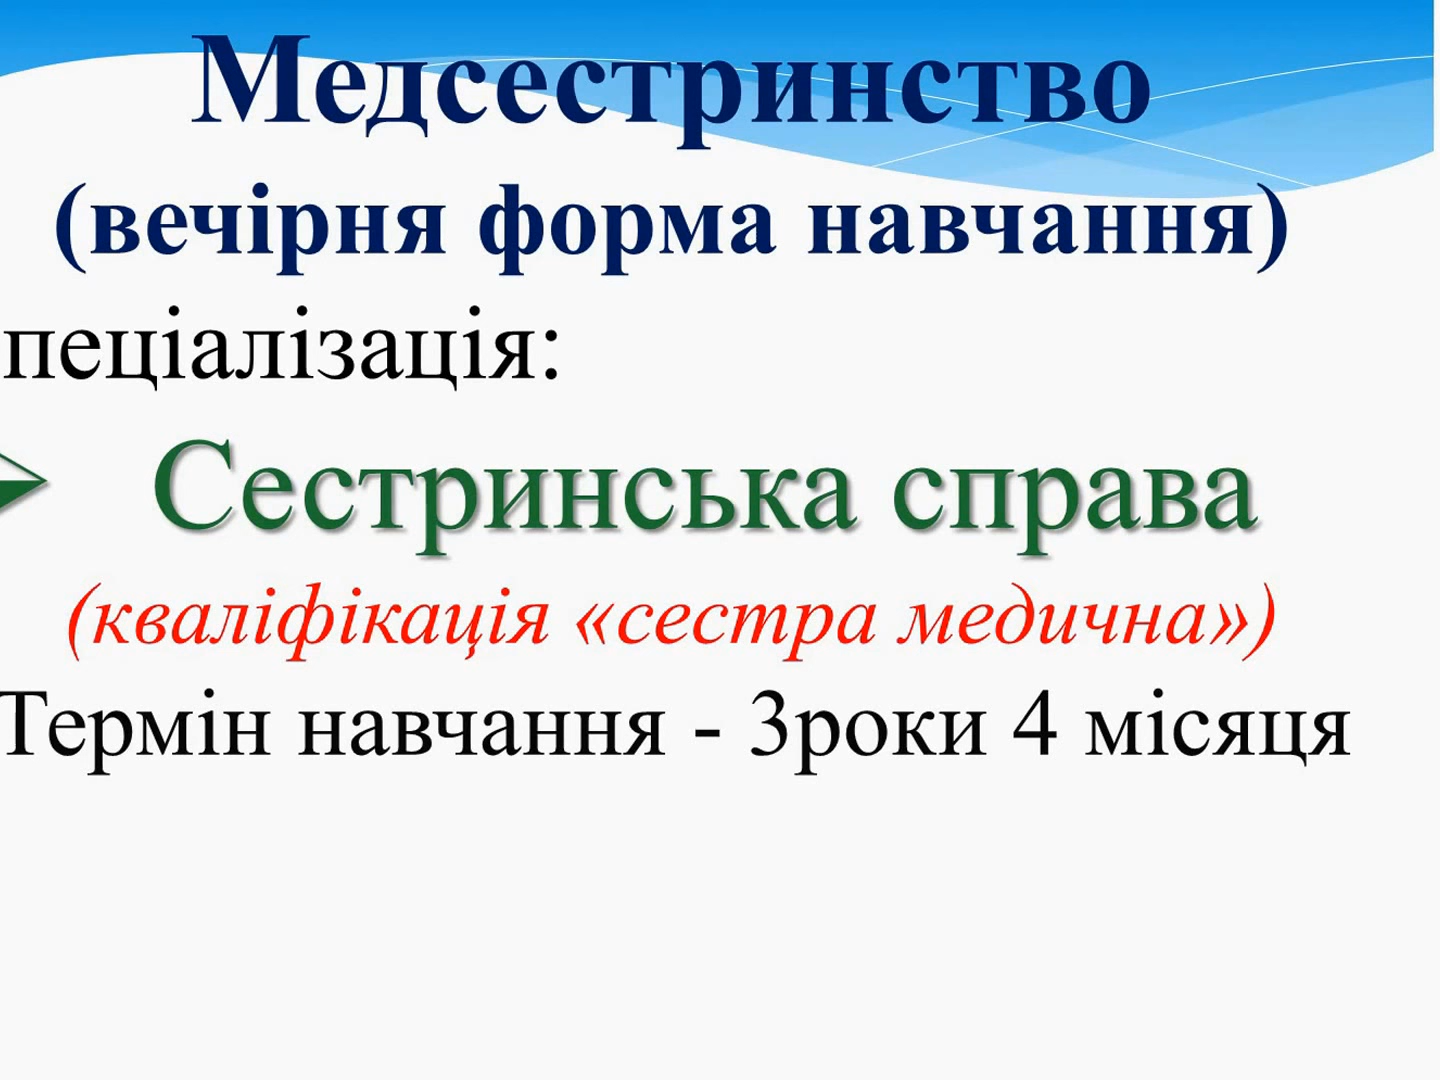 Медсестринство
(вечірня форма навчання)
пеціалізація:
Сестринська справа
(кваліфікація «сестра медична»)
Термін навчання - 3роки 4 місяця